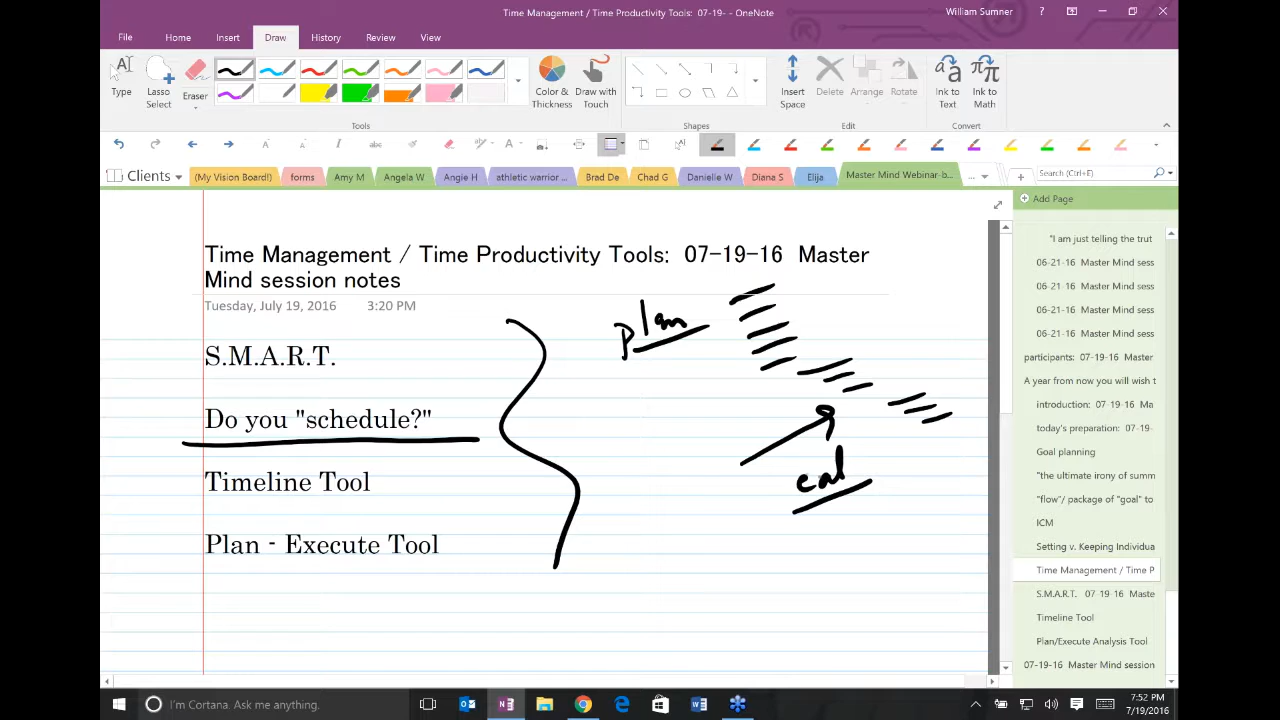 Time Management / Time Productivity Tools: 07-19- - OneNote
William Sumner
?
File
Home
Insert
Draw
History
Review
View
Type
Lasso Select
Eraser
Color & Thickness
Draw with Touch
Insert Space
Delete
Arrange
Rotate
Ink to Text
Ink to Math
Tools
Shapes
Edit
Convert
Clients
(My Vision Board!)
forms
Amy M
Angela W
Angie H
athletic warrior ...
Brad De
Chad G
Danielle W
Diana S
Elija
Master Mind Webinar-b...
...
Search (Ctrl+E)
Time Management / Time Productivity Tools: 07-19-16 Master
Mind session notes
Tuesday, July 19, 2016 3:20 PM
S.M.A.R.T.
Do you "schedule?"
Timeline Tool
Plan - Execute Tool
plan
cal
Add Page
"I am just telling the trut
06-21-16 Master Mind sess
06-21-16 Master Mind sess
06-21-16 Master Mind sess
06-21-16 Master Mind sess
participants: 07-19-16 Master
A year from now you will wish t
introduction: 07-19-16 Ma
today's preparation: 07-19-
Goal planning
"the ultimate irony of summ
"flow"/ package of "goal" to
ICM
Setting v. Keeping Individua
Time Management / Time P
S.M.A.R.T. 07-19-16 Maste
Timeline Tool
Plan/Execute Analysis Tool
07-19-16 Master Mind session
I'm Cortana. Ask me anything.
7:52 PM
7/19/2016